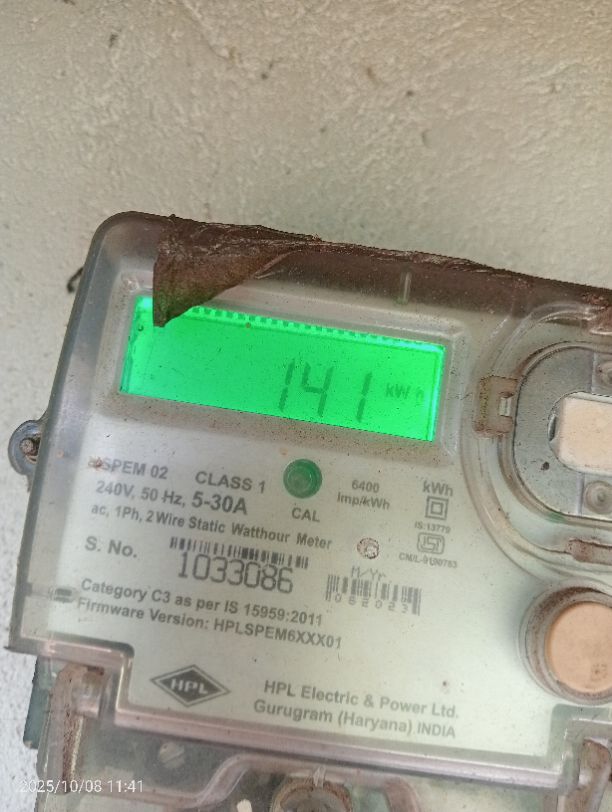 141 kW h
SPEM 02 CLASS 1
240V, 50 Hz, 5-30A
ac, 1Ph, 2 Wire Static Watthour Meter
CAL
6400
imp/kWh
kWh
IS:13779
S. No.
1033086
M/Yr
062023
Category C3 as per IS 15959:2011
Firmware Version: HPLSPEM6XXX01
HPL
HPL Electric & Power Ltd.
Gurugram (Haryana) INDIA
2025/10/08 11:41